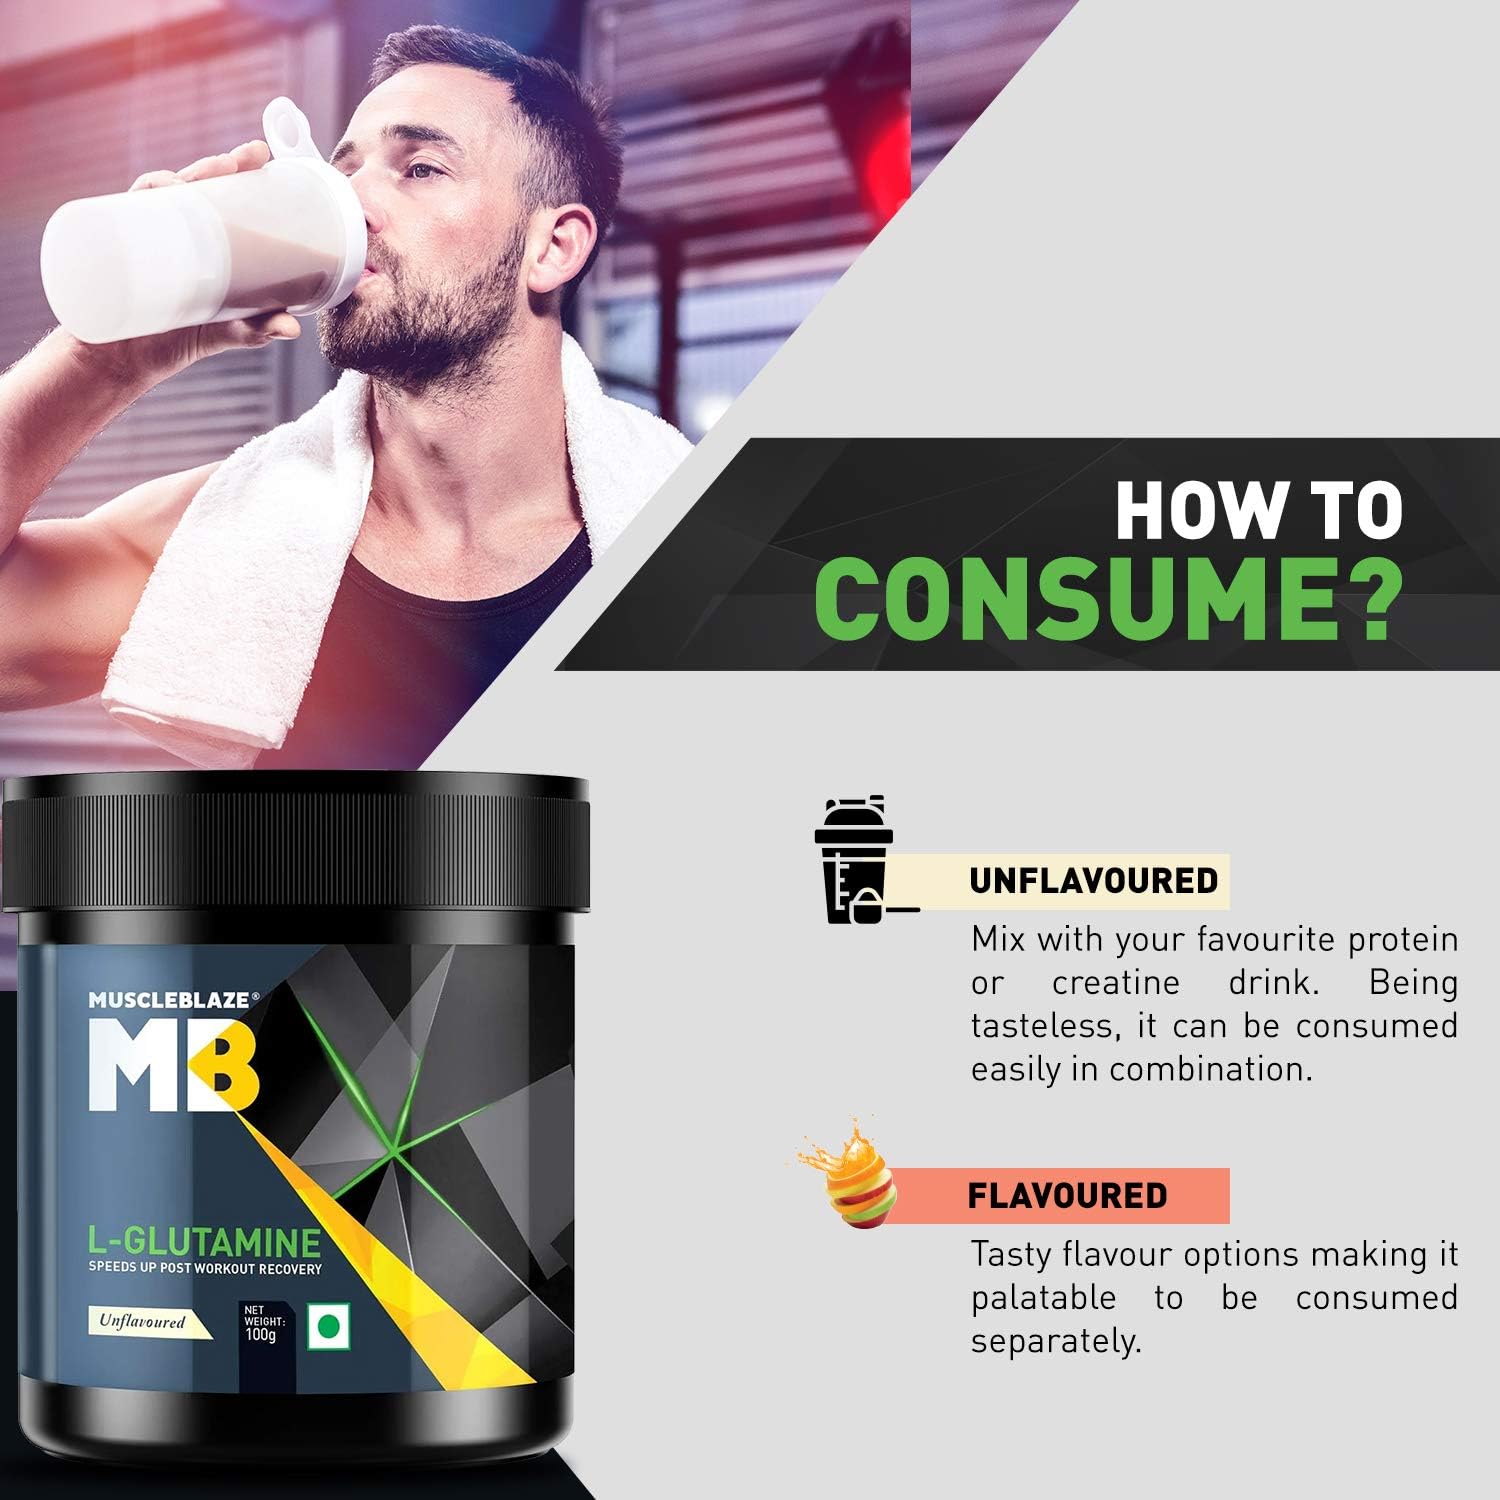 HOW TO
CONSUME?
UNFLAVOURED
Mix with your favourite protein
or creatine drink. Being
tasteless, it can be consumed
easily in combination.
FLAVOURED
Tasty flavour options making it
palatable to be consumed
separately.
MUSCLEBLAZE®
MB
L-GLUTAMINE
SPEEDS UP POST WORKOUT RECOVERY
Unflavoured
NET
WEIGHT:
100g